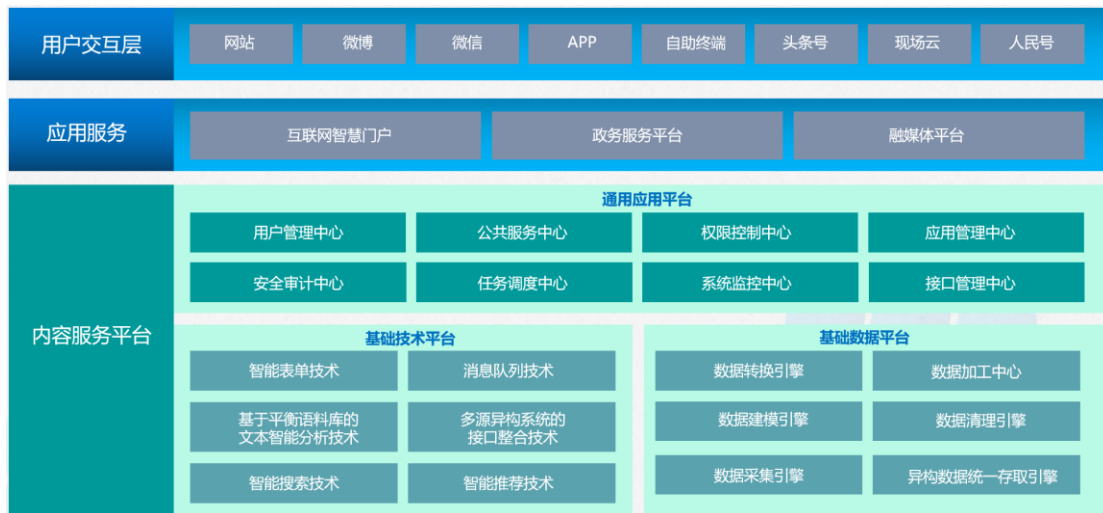 用户交互层
网站
微博
微信
APP
自助终端
头条号
现场云
人民号
应用服务
互联网智慧门户
政务服务平台
融媒体平台
内容服务平台
通用应用平台
用户管理中心
公共服务中心
权限控制中心
应用管理中心
安全审计中心
任务调度中心
系统监控中心
接口管理中心
基础技术平台
智能表单技术
消息队列技术
基于平衡语料库的
文本智能分析技术
多源异构系统的
接口整合技术
智能搜索技术
智能推荐技术
基础数据平台
数据转换引擎
数据加工中心
数据建模引擎
数据清理引擎
数据采集引擎
异构数据统一存取引擎